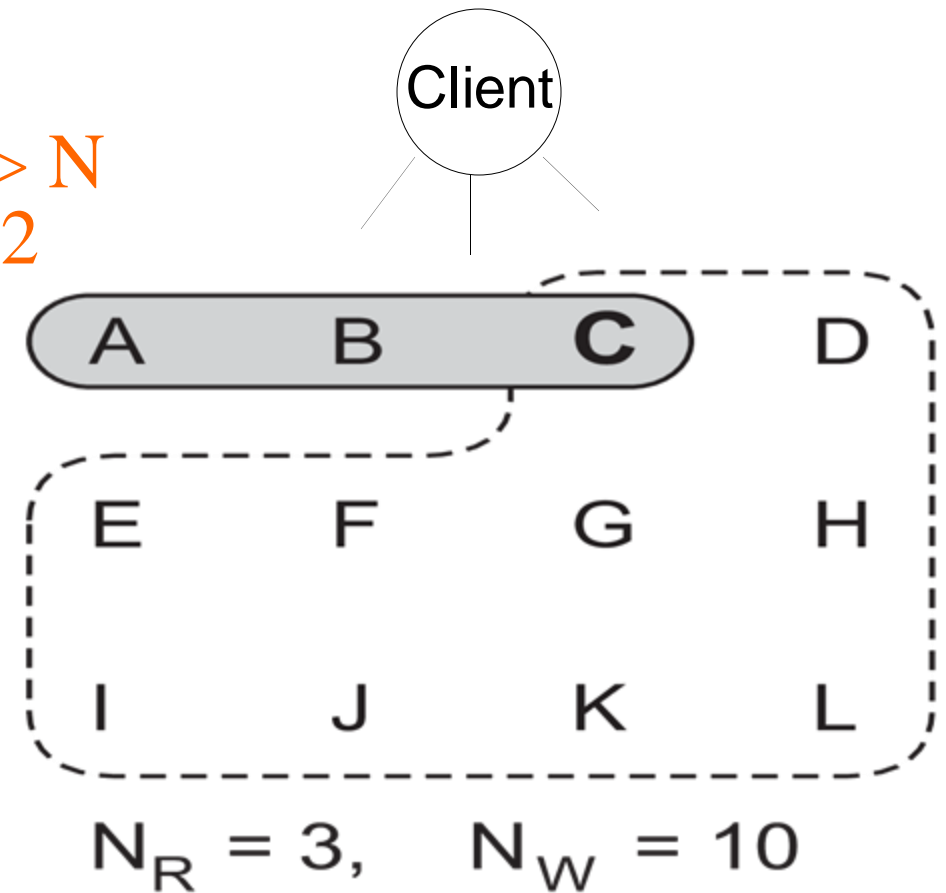 Client
> N
2
A B C D
E F G H
I J K L
N_R = 3, N_W = 10